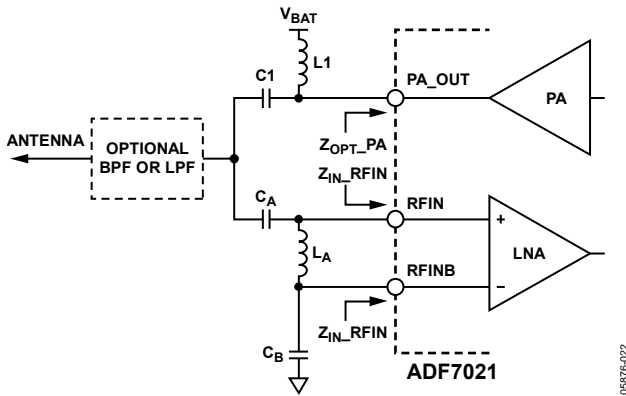 VBAT
L1
C1
PA_OUT
PA
ANTENNA
OPTIONAL
BPF OR LPF
ZOPT_PA
ZIN_RFIN
CA
RFIN
+
LA
LNA
RFINB
−
ZIN_RFIN
CB
ADF7021
05876-022